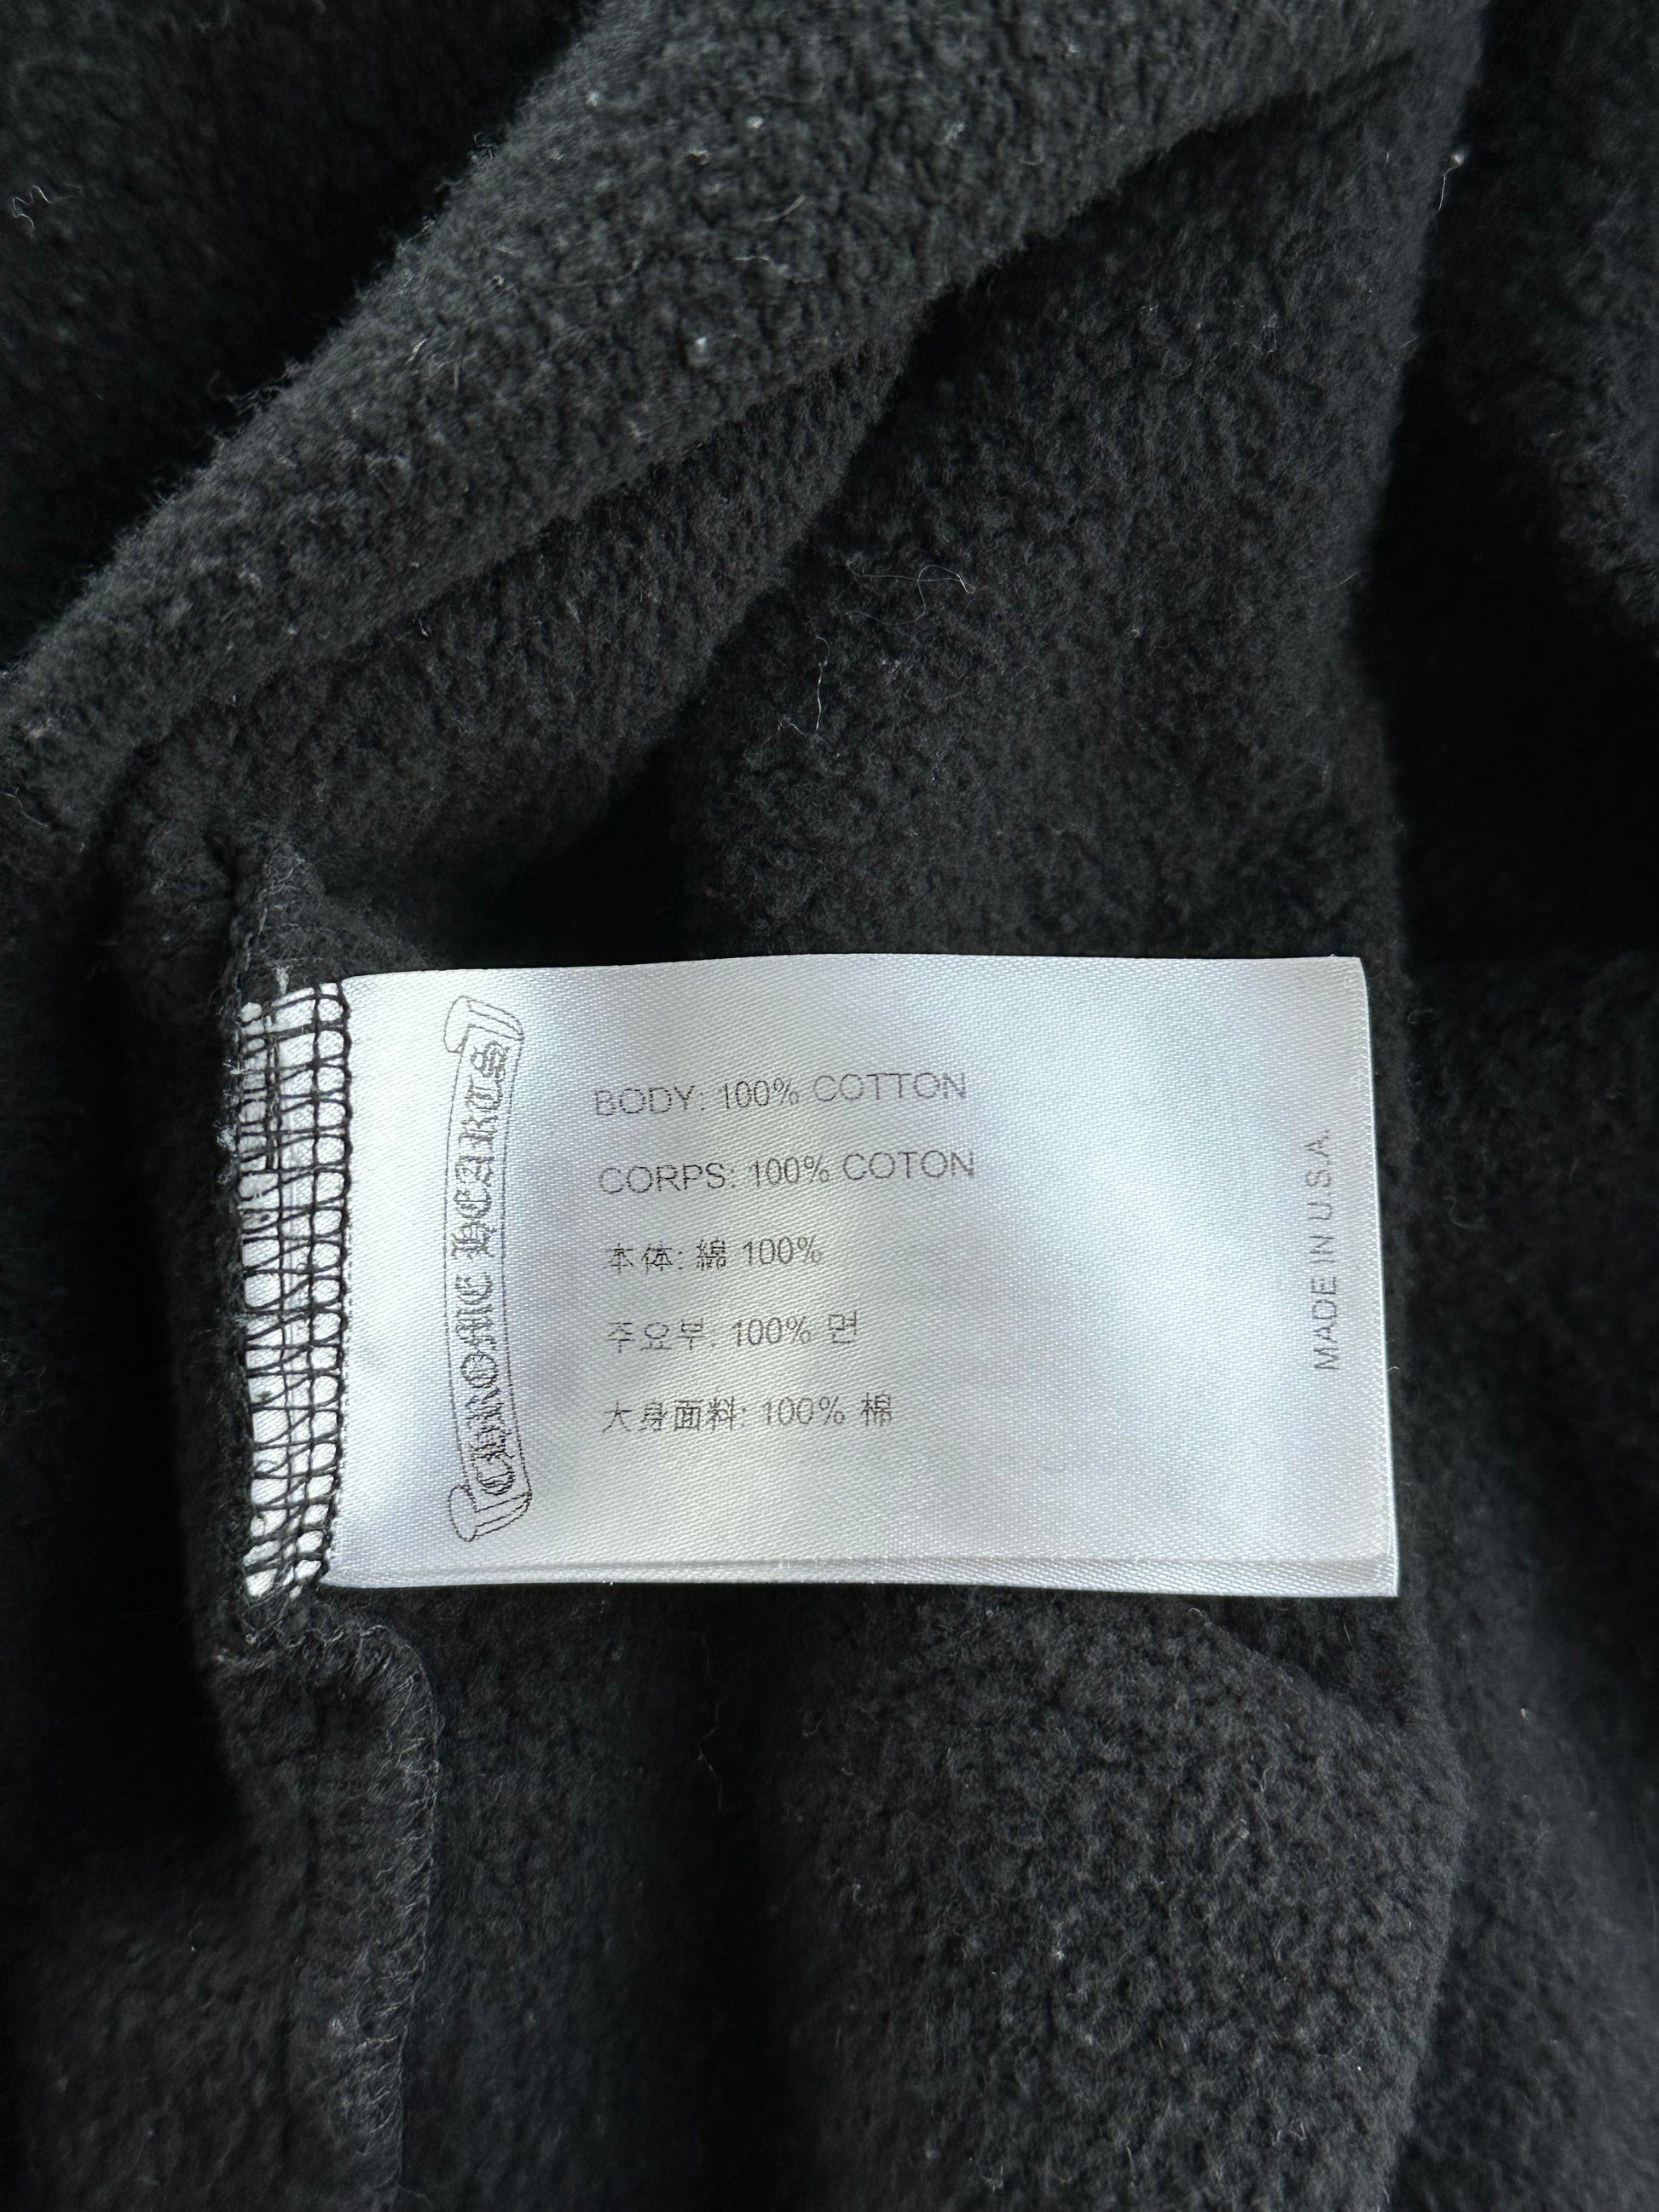 CHROME HEARTS
BODY: 100% COTTON
CORPS: 100% COTON
本体: 綿 100%
주요부: 100% 면
大身面料: 100% 棉
MADE IN U.S.A.